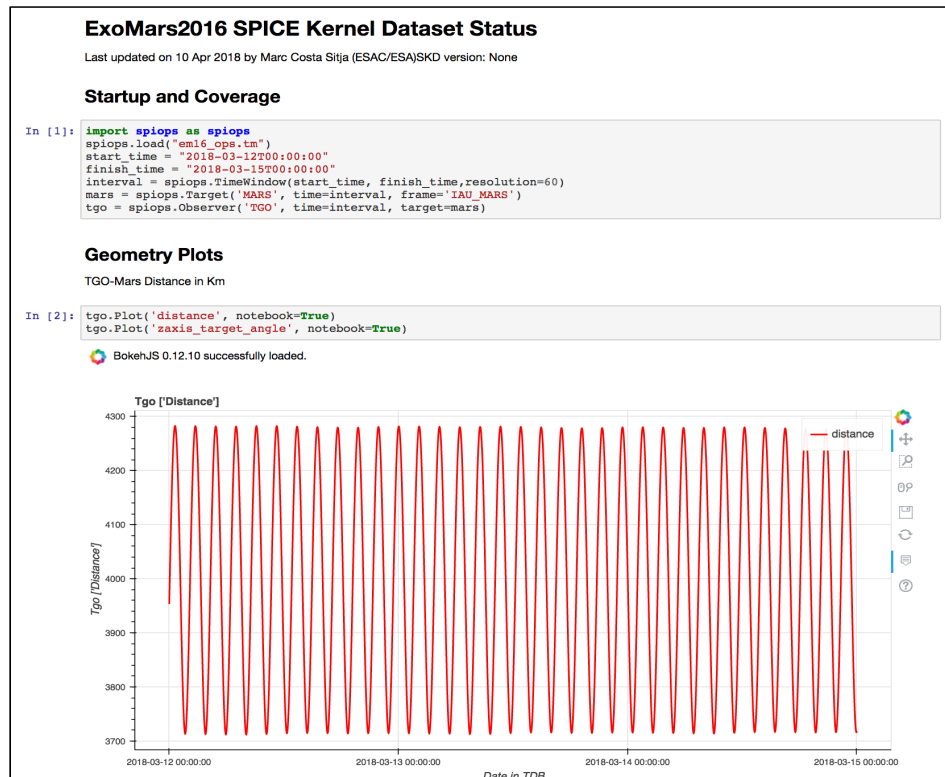 ExoMars2016 SPICE Kernel Dataset Status
Last updated on 10 Apr 2018 by Marc Costa Sitja (ESAC/ESA)SKD version: None
Startup and Coverage
In [1]: import spiops as spiops
spiops.load("em16_ops.tm")
start_time = "2018-03-12T00:00:00"
finish_time = "2018-03-15T00:00:00"
interval = spiops.TimeWindow(start_time, finish_time,resolution=60)
mars = spiops.Target('MARS', time=interval, frame='IAU_MARS')
tgo = spiops.Observer('TGO', time=interval, target=mars)
Geometry Plots
TGO-Mars Distance in Km
In [2]: tgo.Plot('distance', notebook=True)
tgo.Plot('zaxis_target_angle', notebook=True)
BokehJS 0.12.10 successfully loaded.
Tgo ['Distance']
distance
4300
4200
4100
4000
3900
3800
3700
Tgo ['Distance']
2018-03-12 00:00:00 2018-03-13 00:00:00 2018-03-14 00:00:00 2018-03-15 00:00:00
Date in TDB